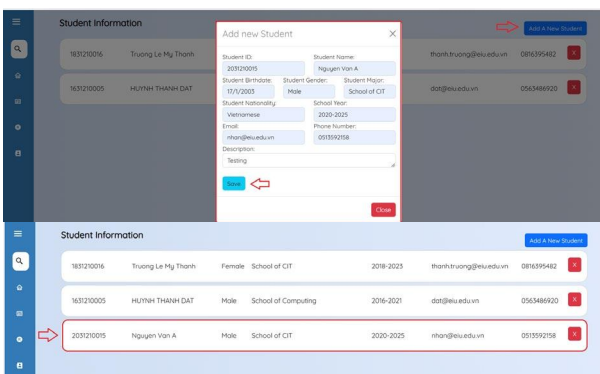 Student Information
Add A New Student
Add new Student X
1831210016 Truong Le My Thanh thanh.truong@eiu.edu.vn 0816395482 X
1631210005 HUYNH THANH DAT dat@eiu.edu.vn 0563486920 X
Student ID: Student Name:
2031210015 Nguyen Van A
Student Birthdate: Student Gender: Student Major:
17/1/2003 Male School of CIT
Student Nationality: School Year:
Vietnamese 2020-2025
Email: Phone Number:
nhan@eiu.edu.vn 0513592158
Description:
Testing
Save
Close
Student Information
Add A New Student
1831210016 Truong Le My Thanh Female School of CIT 2018-2023 thanh.truong@eiu.edu.vn 0816395482 X
1631210005 HUYNH THANH DAT Male School of Computing 2016-2021 dat@eiu.edu.vn 0563486920 X
2031210015 Nguyen Van A Male School of CIT 2020-2025 nhan@eiu.edu.vn 0513592158 X